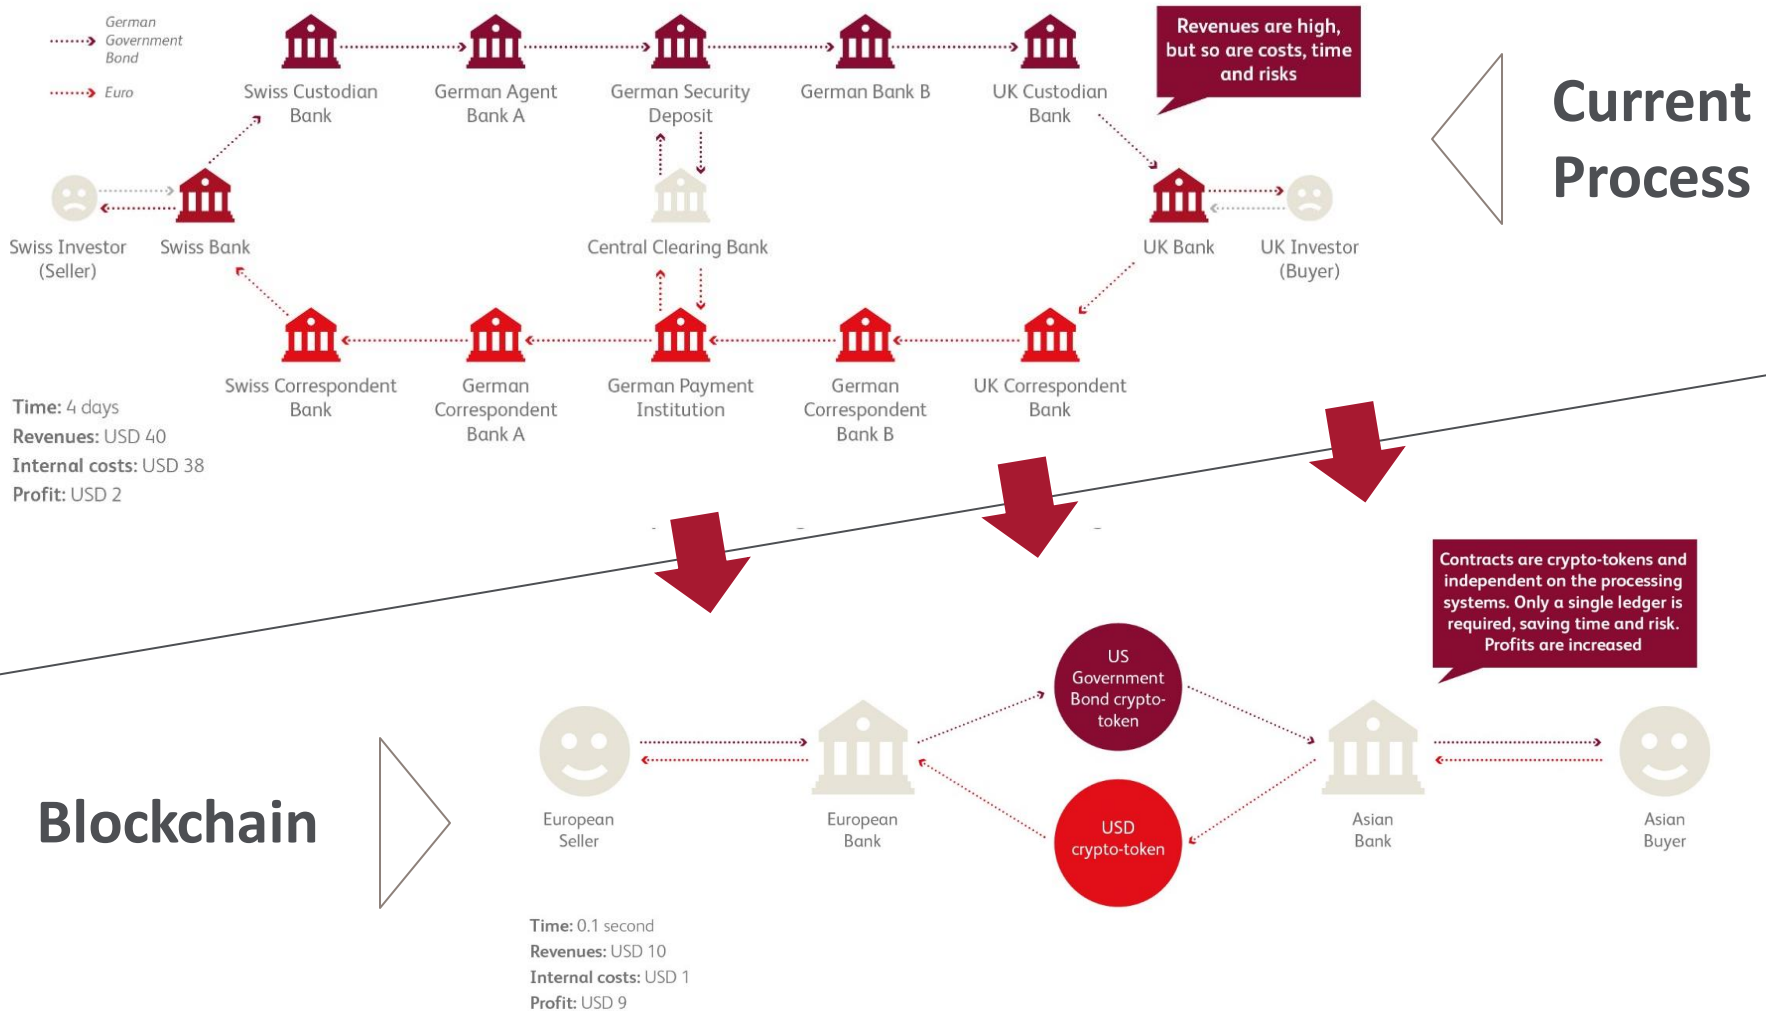 German
Government
Bond
Euro
Swiss Custodian
Bank
German Agent
Bank A
German Security
Deposit
German Bank B
UK Custodian
Bank
Revenues are high,
but so are costs, time
and risks
Current
Process
Swiss Investor
(Seller)
Swiss Bank
Central Clearing Bank
UK Bank
UK Investor
(Buyer)
Swiss Correspondent
Bank
German
Correspondent
Bank A
German Payment
Institution
German
Correspondent
Bank B
UK Correspondent
Bank
Time: 4 days
Revenues: USD 40
Internal costs: USD 38
Profit: USD 2
Contracts are crypto-tokens and
independent on the processing
systems. Only a single ledger is
required, saving time and risk.
Profits are increased
Blockchain
European
Seller
European
Bank
US
Government
Bond crypto-
token
USD
crypto-token
Asian
Bank
Asian
Buyer
Time: 0.1 second
Revenues: USD 10
Internal costs: USD 1
Profit: USD 9